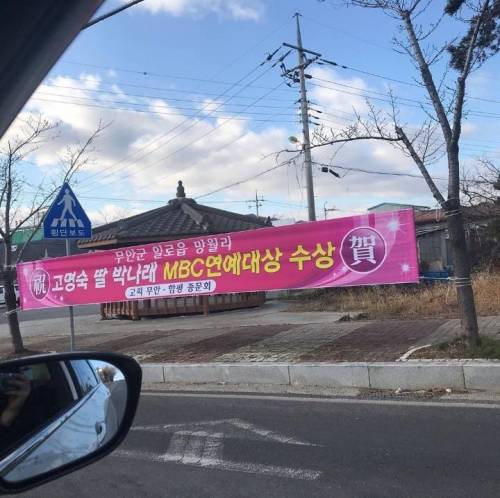 무안군 일로읍 망월리
祝 고명숙 딸 박나래 MBC연예대상 수상 賀
고씨 무안·함평 종문회
횡단보도